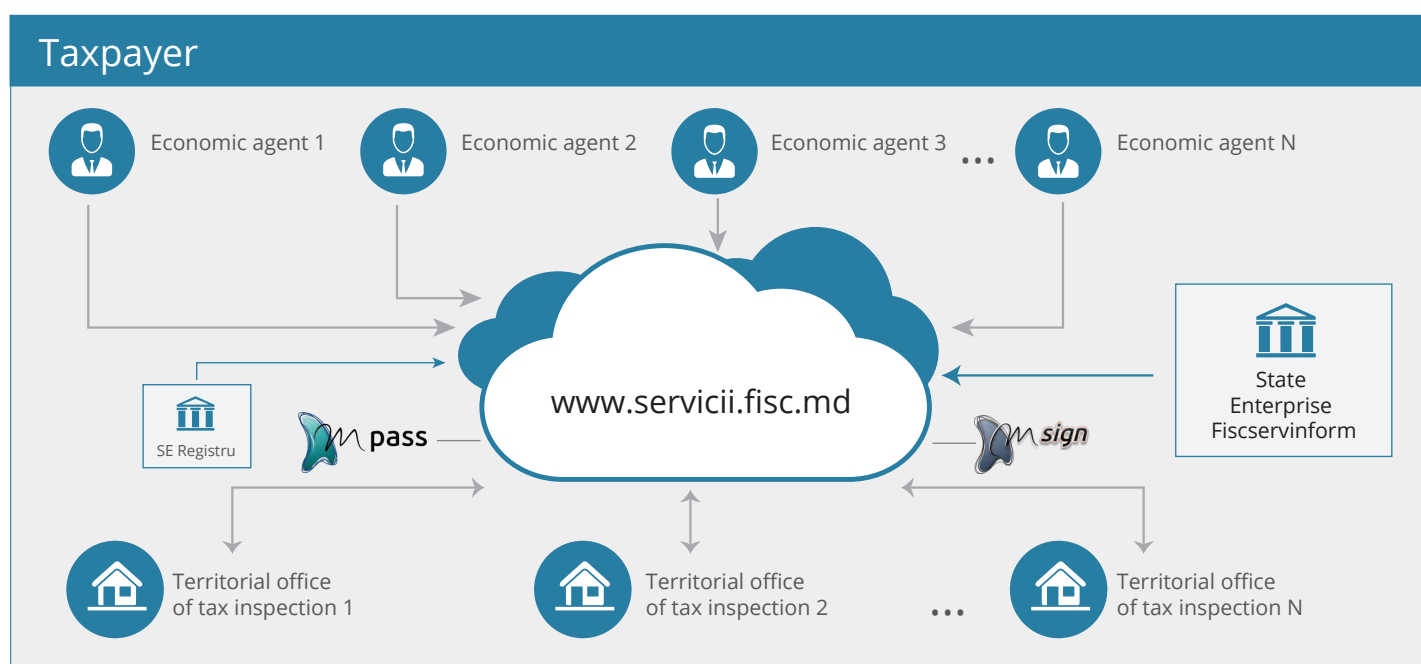 Taxpayer
Economic agent 1
Economic agent 2
Economic agent 3
...
Economic agent N
www.servicii.fisc.md
State
Enterprise
Fiscservinform
SE Registru
m pass
m sign
Territorial office
of tax inspection 1
Territorial office
of tax inspection 2
...
Territorial office
of tax inspection N